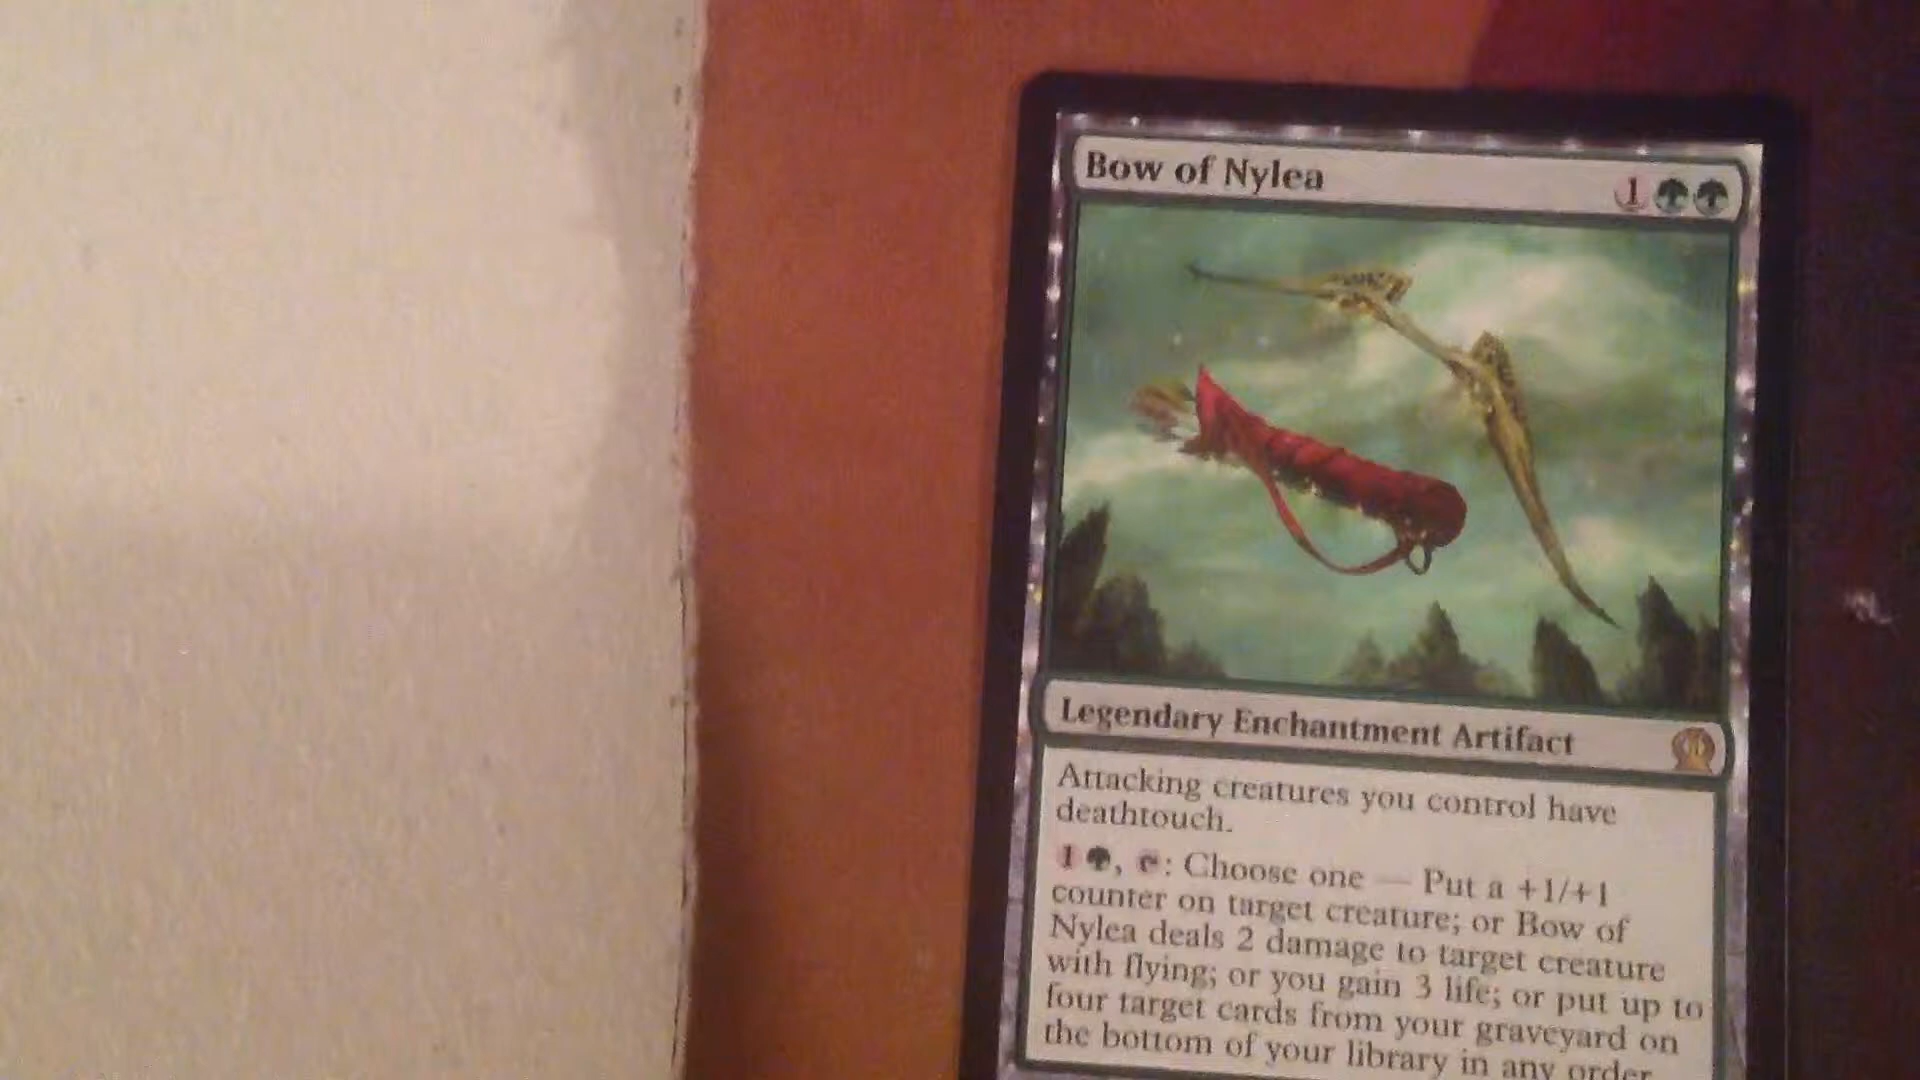 Bow of Nylea
1
Legendary Enchantment Artifact
Attacking creatures you control have
deathtouch.
1 , : Choose one — Put a +1/+1
counter on target creature; or Bow of
Nylea deals 2 damage to target creature
with flying; or you gain 3 life; or put up to
four target cards from your graveyard on
the bottom of your library in any order.